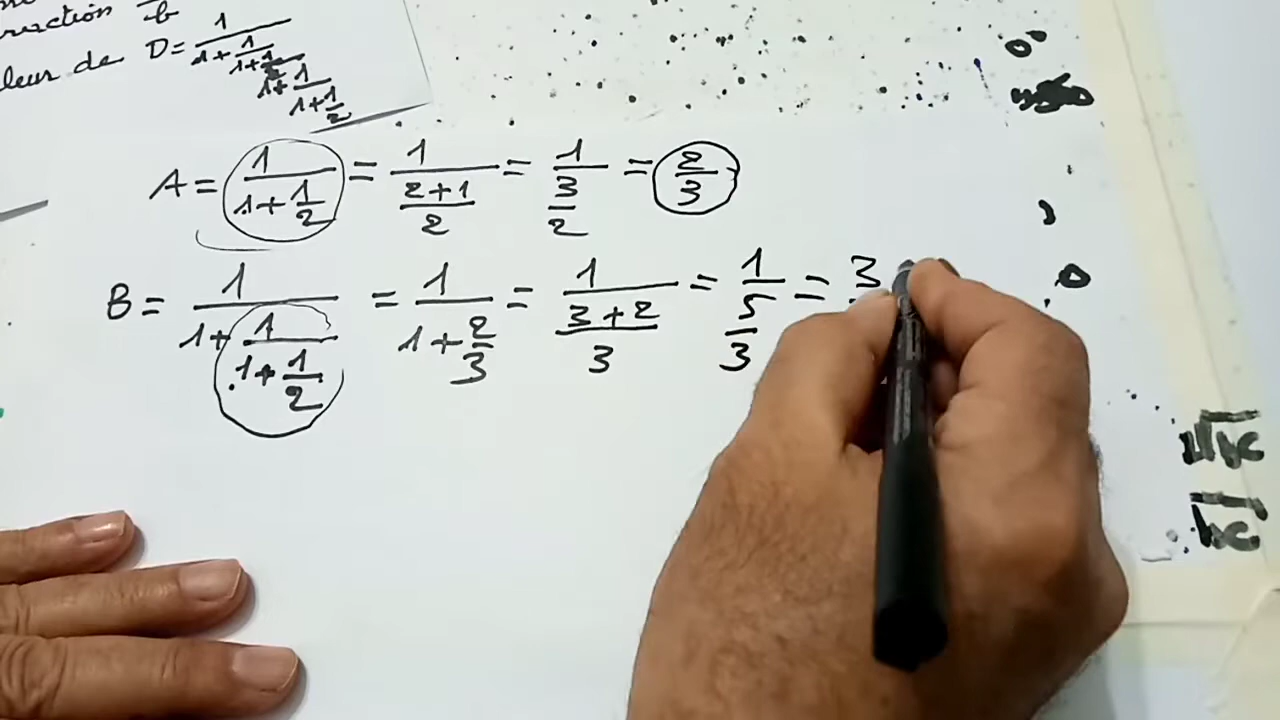 raction b
leur de D = 1/(1+1/(1+1/(1+1/(1+1/2))))
A = 1/(1+1/2) = 1/((2+1)/2) = 1/(3/2) = 2/3
B = 1/(1+1/(1+1/2)) = 1/(1+2/3) = 1/((3+2)/3) = 1/(5/3) = 3